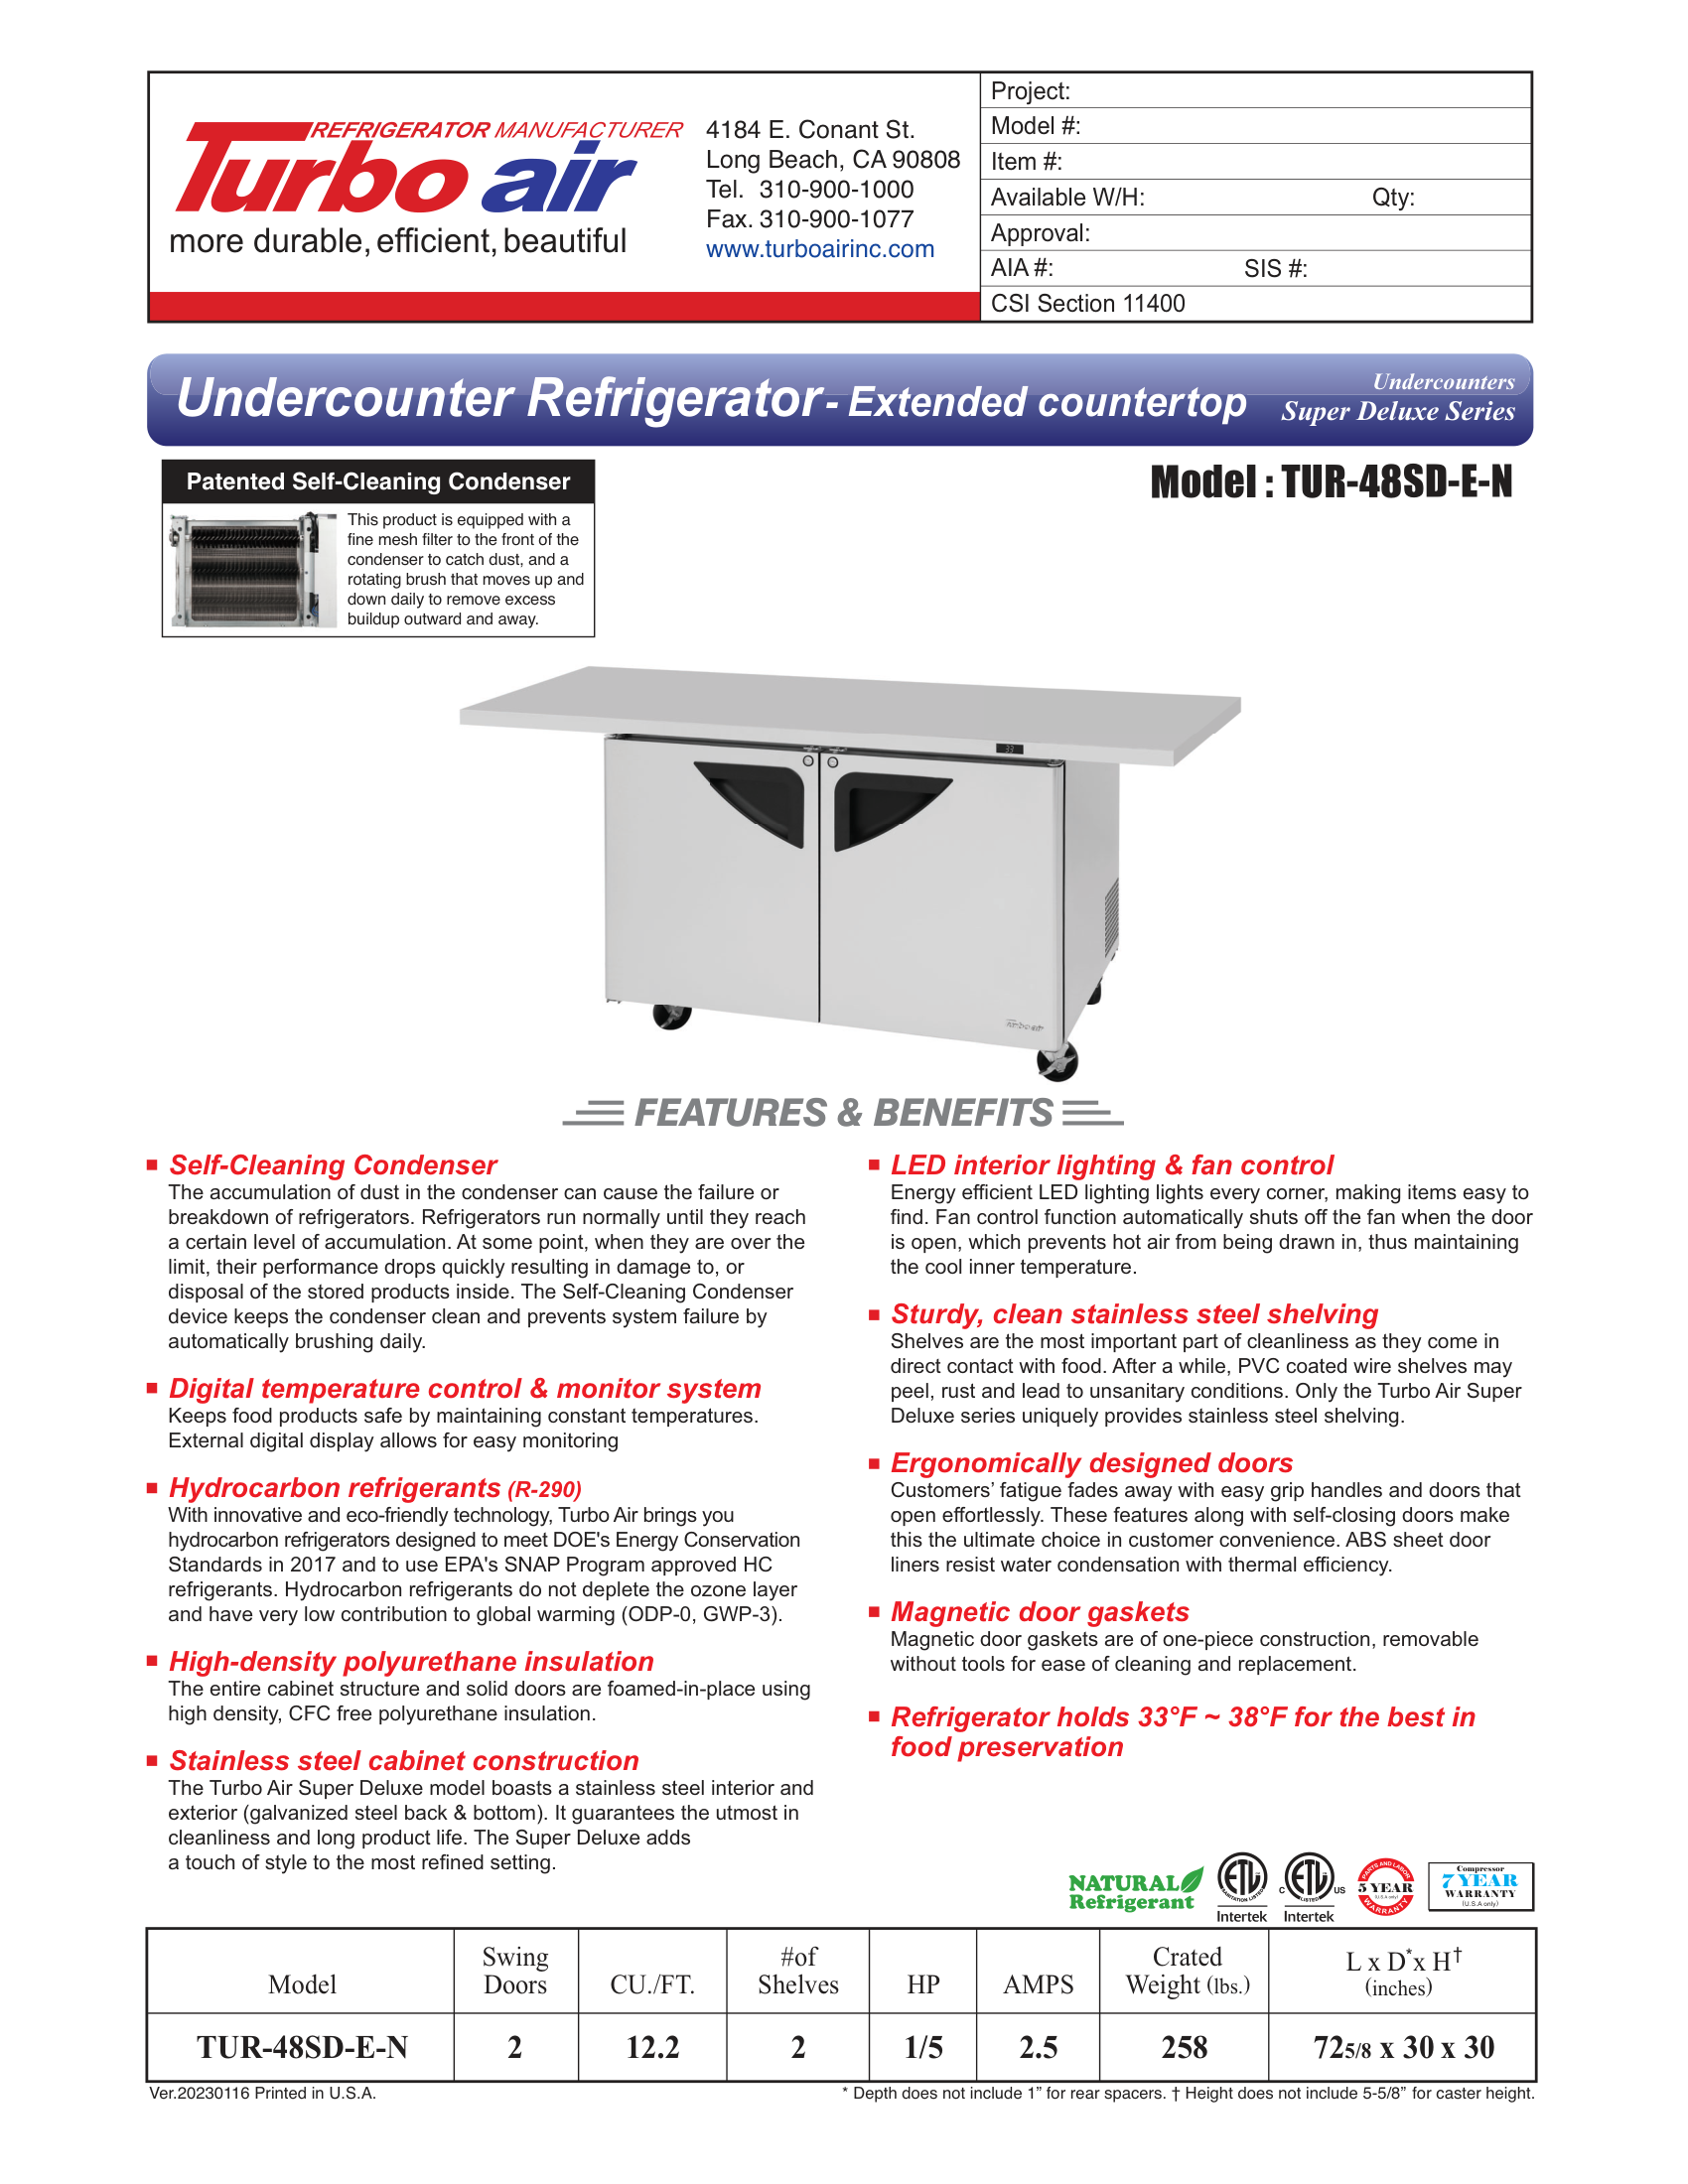 REFRIGERATOR MANUFACTURER
Turbo air
more durable, efficient, beautiful
4184 E. Conant St.
Long Beach, CA 90808
Tel. 310-900-1000
Fax. 310-900-1077
www.turboairinc.com
Project:
Model #:
Item #:
Available W/H: Qty:
Approval:
AIA #: SIS #:
CSI Section 11400
Undercounter Refrigerator - Extended countertop
Undercounters
Super Deluxe Series
Patented Self-Cleaning Condenser
This product is equipped with a
fine mesh filter to the front of the
condenser to catch dust, and a
rotating brush that moves up and
down daily to remove excess
buildup outward and away.
Model : TUR-48SD-E-N
33
Turbo air
FEATURES & BENEFITS
■ Self-Cleaning Condenser
The accumulation of dust in the condenser can cause the failure or
breakdown of refrigerators. Refrigerators run normally until they reach
a certain level of accumulation. At some point, when they are over the
limit, their performance drops quickly resulting in damage to, or
disposal of the stored products inside. The Self-Cleaning Condenser
device keeps the condenser clean and prevents system failure by
automatically brushing daily.
■ Digital temperature control & monitor system
Keeps food products safe by maintaining constant temperatures.
External digital display allows for easy monitoring
■ Hydrocarbon refrigerants (R-290)
With innovative and eco-friendly technology, Turbo Air brings you
hydrocarbon refrigerators designed to meet DOE's Energy Conservation
Standards in 2017 and to use EPA's SNAP Program approved HC
refrigerants. Hydrocarbon refrigerants do not deplete the ozone layer
and have very low contribution to global warming (ODP-0, GWP-3).
■ High-density polyurethane insulation
The entire cabinet structure and solid doors are foamed-in-place using
high density, CFC free polyurethane insulation.
■ Stainless steel cabinet construction
The Turbo Air Super Deluxe model boasts a stainless steel interior and
exterior (galvanized steel back & bottom). It guarantees the utmost in
cleanliness and long product life. The Super Deluxe adds
a touch of style to the most refined setting.
■ LED interior lighting & fan control
Energy efficient LED lighting lights every corner, making items easy to
find. Fan control function automatically shuts off the fan when the door
is open, which prevents hot air from being drawn in, thus maintaining
the cool inner temperature.
■ Sturdy, clean stainless steel shelving
Shelves are the most important part of cleanliness as they come in
direct contact with food. After a while, PVC coated wire shelves may
peel, rust and lead to unsanitary conditions. Only the Turbo Air Super
Deluxe series uniquely provides stainless steel shelving.
■ Ergonomically designed doors
Customers’ fatigue fades away with easy grip handles and doors that
open effortlessly. These features along with self-closing doors make
this the ultimate choice in customer convenience. ABS sheet door
liners resist water condensation with thermal efficiency.
■ Magnetic door gaskets
Magnetic door gaskets are of one-piece construction, removable
without tools for ease of cleaning and replacement.
■ Refrigerator holds 33°F ~ 38°F for the best in
food preservation
NATURAL
Refrigerant
ETL
SANITATION LISTED
Intertek
C ETL US
LISTED
Intertek
PARTS AND LABOR
5 YEAR
(U.S.A only)
WARRANTY
Compressor
7 YEAR
WARRANTY
(U.S.A only)
Model Swing Doors CU./FT. #of Shelves HP AMPS Crated Weight (lbs.) L x D* x H† (inches)
TUR-48SD-E-N 2 12.2 2 1/5 2.5 258 725/8 x 30 x 30
Ver.20230116 Printed in U.S.A.
* Depth does not include 1” for rear spacers. † Height does not include 5-5/8” for caster height.